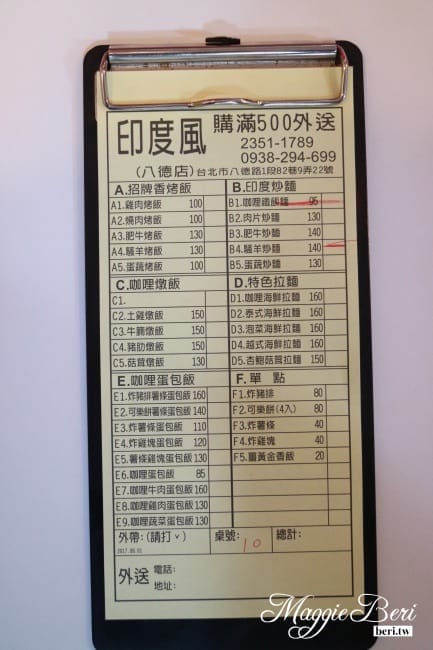 印度風 購滿500外送
2351-1789
0938-294-699
(八德店)台北市八德路1段82巷9弄22號
A.招牌香烤飯
A1.雞肉烤飯 100
A2.燒肉烤飯 100
A3.肥牛烤飯 130
A4.騷羊烤飯 130
A5.蛋蔬烤飯 100
B.印度炒麵
B1.咖哩鐵板麵 95
B2.肉片炒麵 130
B3.肥牛炒麵 140
B4.騷羊炒麵 140
B5.蛋蔬炒麵 130
C.咖哩燉飯
C1.
C2.土雞燉飯 150
C3.牛腩燉飯 150
C4.豬肋燉飯 150
C5.菇茸燉飯 130
D.特色拉麵
D1.咖哩海鮮拉麵 160
D2.泰式海鮮拉麵 160
D3.泡菜海鮮拉麵 160
D4.越式海鮮拉麵 160
D5.杏鮑菇茸拉麵 150
E.咖哩蛋包飯
E1.炸豬排薯條蛋包飯 160
E2.可樂餅薯條蛋包飯 140
E3.炸薯條蛋包飯 110
E4.炸雞塊蛋包飯 120
E5.薯條雞塊蛋包飯 130
E6.咖哩蛋包飯 85
E7.咖哩牛肉蛋包飯 160
E8.咖哩雞肉蛋包飯 130
E9.咖哩蔬菜蛋包飯 130
F.單 點
F1.炸豬排 80
F2.可樂餅(4入) 80
F3.炸薯條 40
F4.炸雞塊 40
F5.薑黃金香飯 20
外帶:(請打∨) 桌號: 10 總計:
2017.06.01
外送 電話:
地址:
Maggie Beri
beri.tw